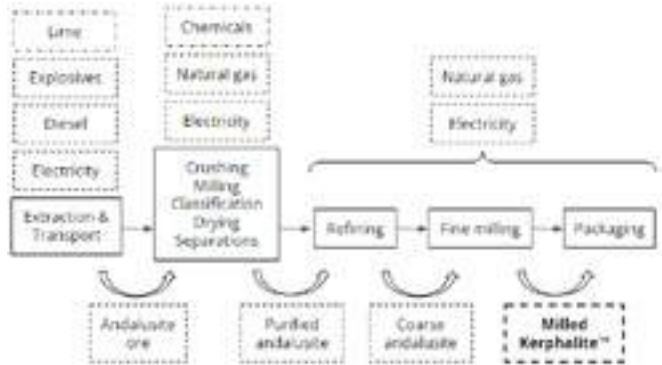 Lime
Explosives
Diesel
Electricity
Extraction &
Transport
Chemicals
Natural gas
Electricity
Crushing
Milling
Classification
Drying
Separations
Natural gas
Electricity
Refining
Fine milling
Packaging
Andalusite
ore
Purified
andalusite
Coarse
andalusite
Milled
Kerphalite™